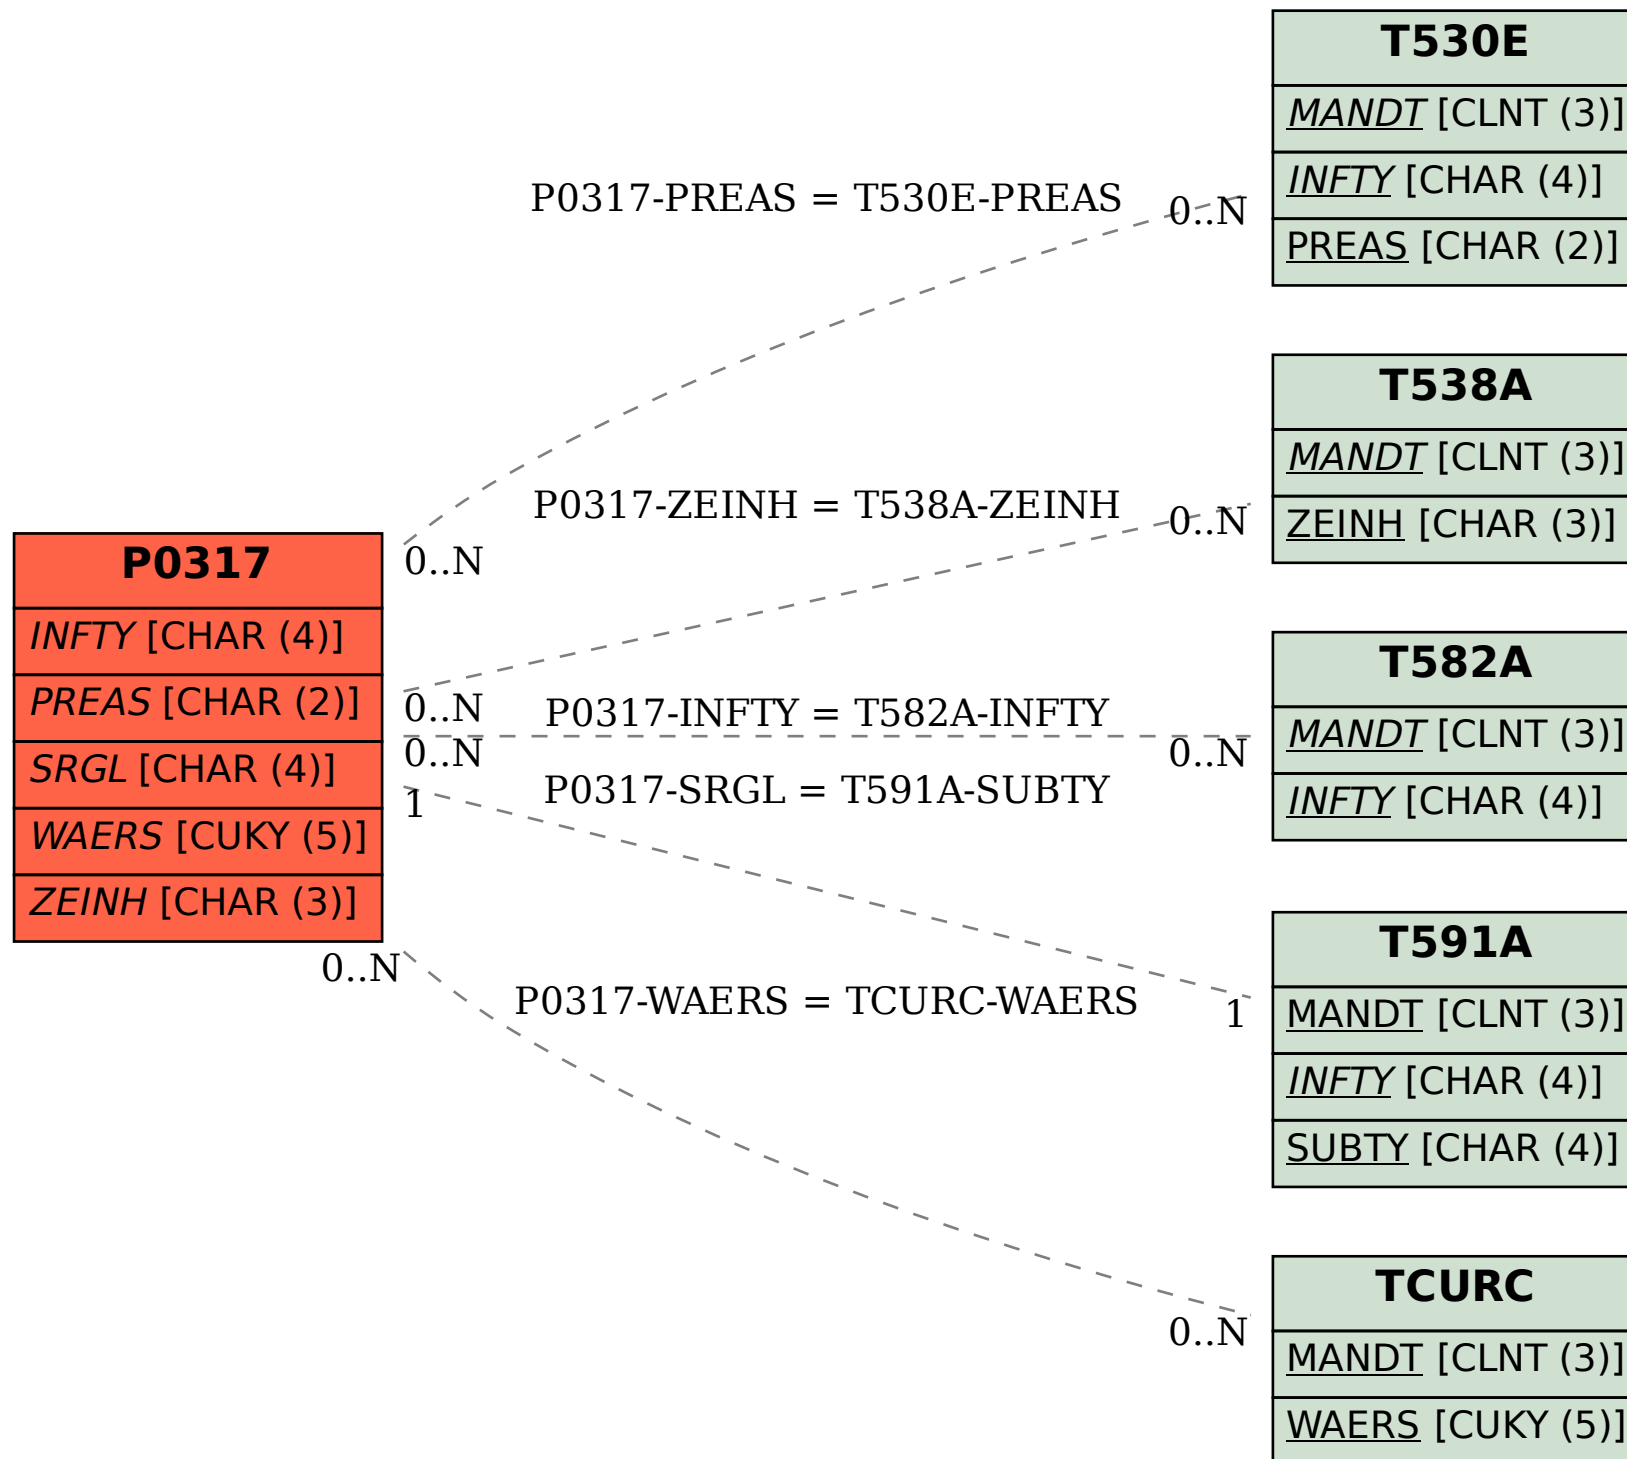 P0317
INFTY [CHAR (4)]
PREAS [CHAR (2)]
SRGL [CHAR (4)]
WAERS [CUKY (5)]
ZEINH [CHAR (3)]
P0317-PREAS = T530E-PREAS
0..N
0..N
P0317-ZEINH = T538A-ZEINH
0..N
0..N
P0317-INFTY = T582A-INFTY
0..N
0..N
P0317-SRGL = T591A-SUBTY
1
1
P0317-WAERS = TCURC-WAERS
0..N
0..N
T530E
MANDT [CLNT (3)]
INFTY [CHAR (4)]
PREAS [CHAR (2)]
T538A
MANDT [CLNT (3)]
ZEINH [CHAR (3)]
T582A
MANDT [CLNT (3)]
INFTY [CHAR (4)]
T591A
MANDT [CLNT (3)]
INFTY [CHAR (4)]
SUBTY [CHAR (4)]
TCURC
MANDT [CLNT (3)]
WAERS [CUKY (5)]